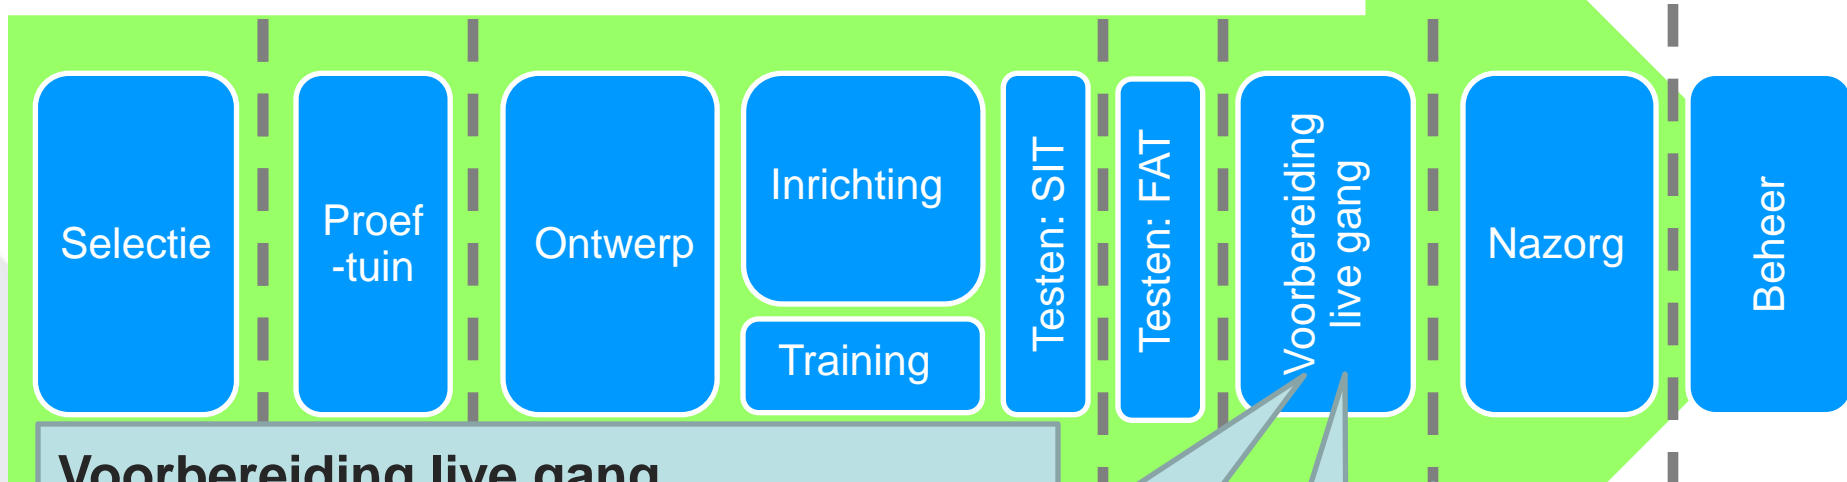 Selectie
Proef
-tuin
Ontwerp
Inrichting
Training
Testen: SIT
Testen: FAT
Voorbereiding
live gang
Nazorg
Beheer
Voorbereiding live gang